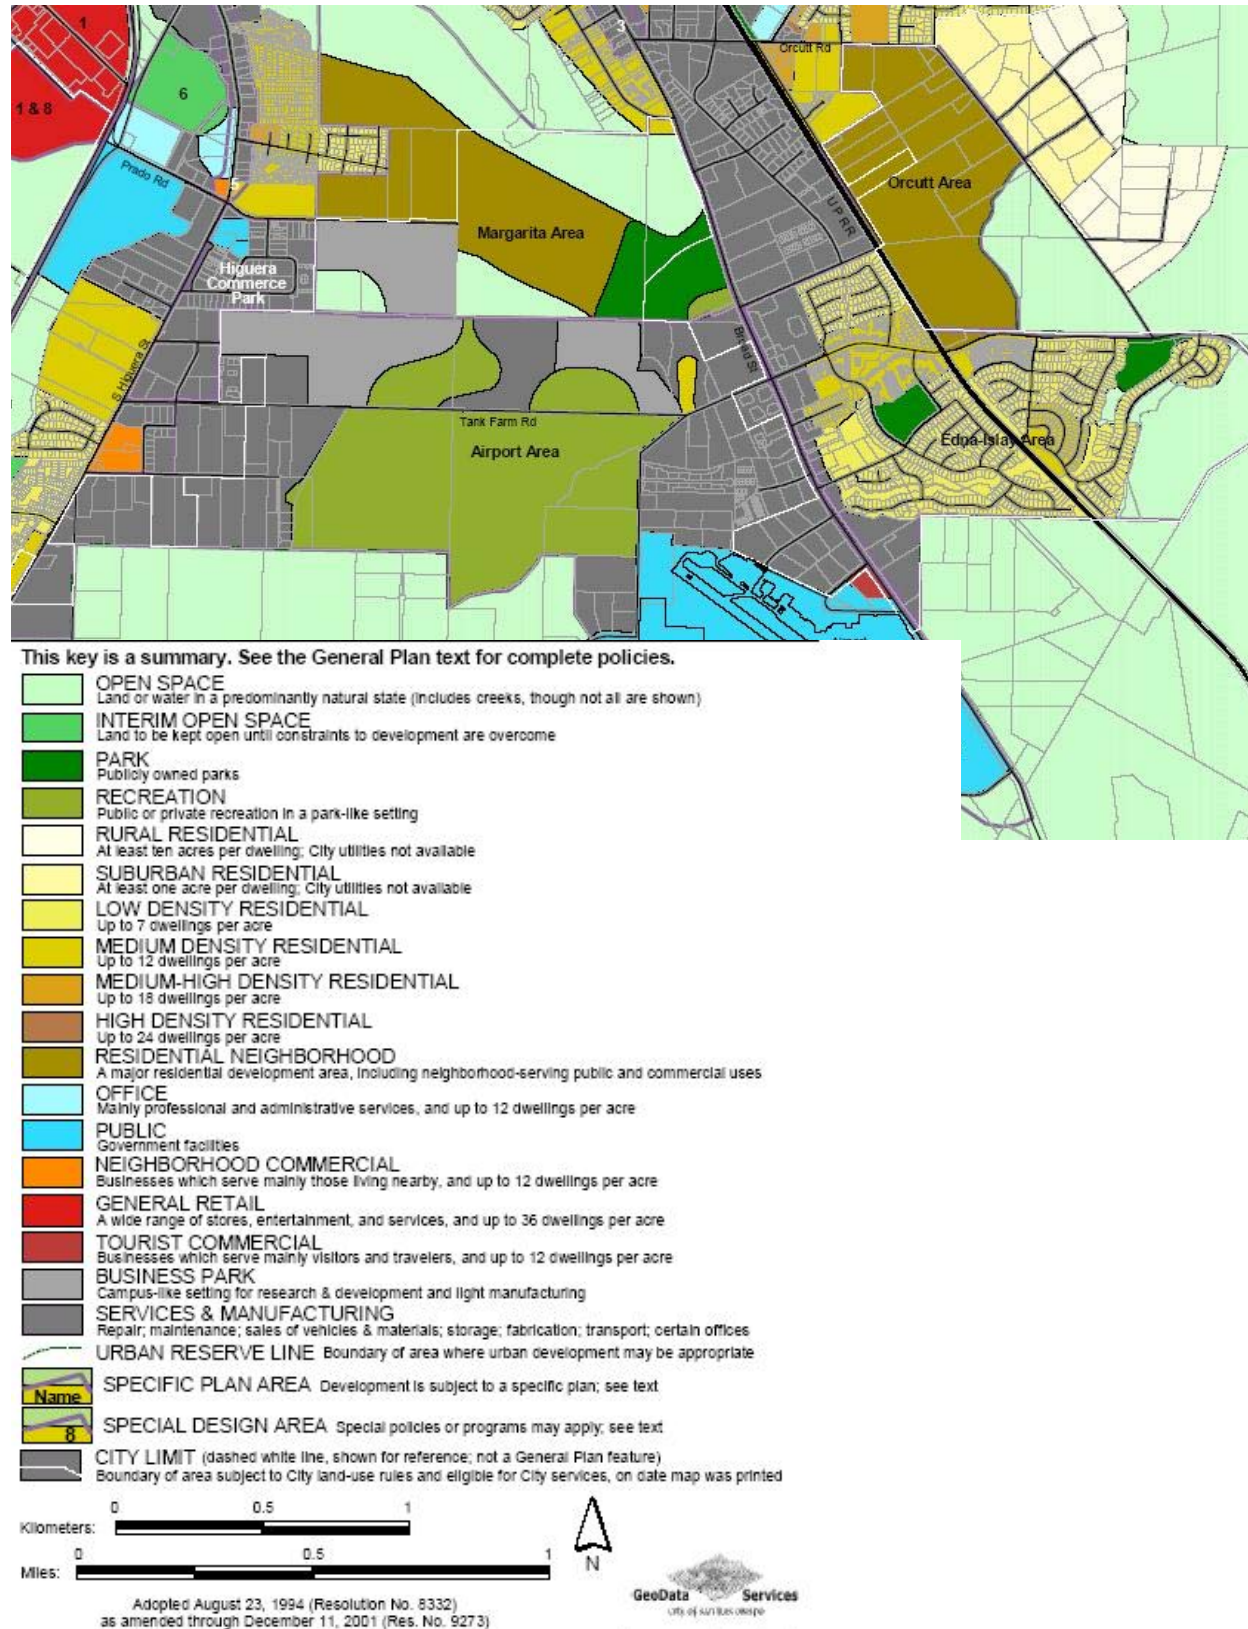 1
3
Orcutt Rd
6
1 & 8
Prado Rd
Orcutt Area
UPRR
Margarita Area
Higuera
Commerce
Park
Broad St
S. Higuera St
Tank Farm Rd
Airport Area
Edna-Islay Area
This key is a summary. See the General Plan text for complete policies.
OPEN SPACE
Land or water in a predominantly natural state (includes creeks, though not all are shown)
INTERIM OPEN SPACE
Land to be kept open until constraints to development are overcome
PARK
Publicly owned parks
RECREATION
Public or private recreation in a park-like setting
RURAL RESIDENTIAL
At least ten acres per dwelling; City utilities not available
SUBURBAN RESIDENTIAL
At least one acre per dwelling; City utilities not available
LOW DENSITY RESIDENTIAL
Up to 7 dwellings per acre
MEDIUM DENSITY RESIDENTIAL
Up to 12 dwellings per acre
MEDIUM-HIGH DENSITY RESIDENTIAL
Up to 18 dwellings per acre
HIGH DENSITY RESIDENTIAL
Up to 24 dwellings per acre
RESIDENTIAL NEIGHBORHOOD
A major residential development area, including neighborhood-serving public and commercial uses
OFFICE
Mainly professional and administrative services, and up to 12 dwellings per acre
PUBLIC
Government facilities
NEIGHBORHOOD COMMERCIAL
Businesses which serve mainly those living nearby, and up to 12 dwellings per acre
GENERAL RETAIL
A wide range of stores, entertainment, and services, and up to 36 dwellings per acre
TOURIST COMMERCIAL
Businesses which serve mainly visitors and travelers, and up to 12 dwellings per acre
BUSINESS PARK
Campus-like setting for research & development and light manufacturing
SERVICES & MANUFACTURING
Repair; maintenance; sales of vehicles & materials; storage; fabrication; transport; certain offices
URBAN RESERVE LINE Boundary of area where urban development may be appropriate
Name SPECIFIC PLAN AREA Development is subject to a specific plan; see text
8 SPECIAL DESIGN AREA Special policies or programs may apply; see text
CITY LIMIT (dashed white line, shown for reference; not a General Plan feature)
Boundary of area subject to City land-use rules and eligible for City services, on date map was printed
0 0.5 1
Kilometers:
0 0.5 1
Miles:
N
GeoData Services
city of san luis obispo
Adopted August 23, 1994 (Resolution No. 8332)
as amended through December 11, 2001 (Res. No. 9273)